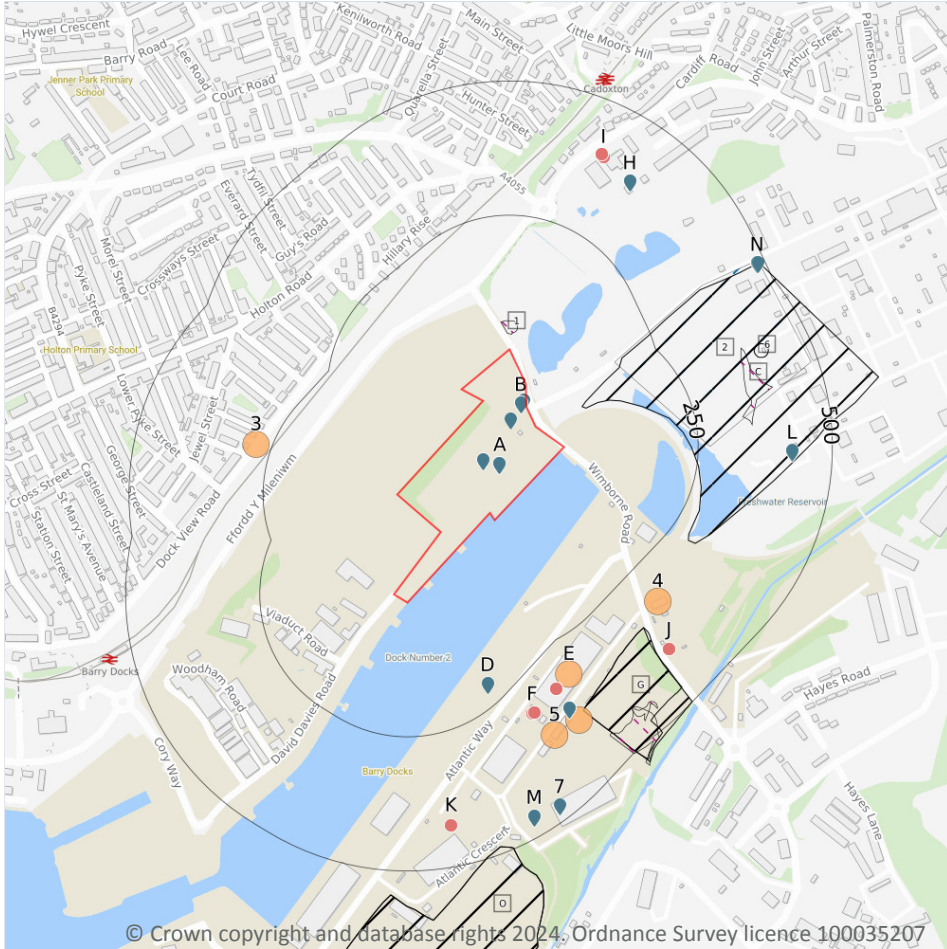 Hywel Crescent
Kenilworth Road
Main Street
Little Moors Hill
Barry Road
Lee Road
Cadoxton
Cardiff Road
John Street
Arthur Street
Palmerston Road
Jenner Park Primary
School
Court Road
Quarella Street
Hunter Street
I
H
A4055
Tydfil Street
Everard Street
Guy's Road
Hillary Rise
Crossways Street
Morel Street
Pyke Street
Holton Road
B4294
N
1
Holton Primary School
2
6
C
Lower Pyke Street
B
250
500
3
Jewel Street
A
L
George Street
Castleland Street
St Mary's Avenue
Station Street
Cross Street
Dock View Road
Ffordd Y Mileniwm
Wimborne Road
Freshwater Reservoir
4
Viaduct Road
J
Dock Number 2
E
D
G
Barry Docks
Woodham Road
F
5
Hayes Road
Cory Way
David Davies Road
Atlantic Way
Barry Docks
7
M
K
Hayes Lane
Atlantic Crescent
O
© Crown copyright and database rights 2024. Ordnance Survey licence 100035207